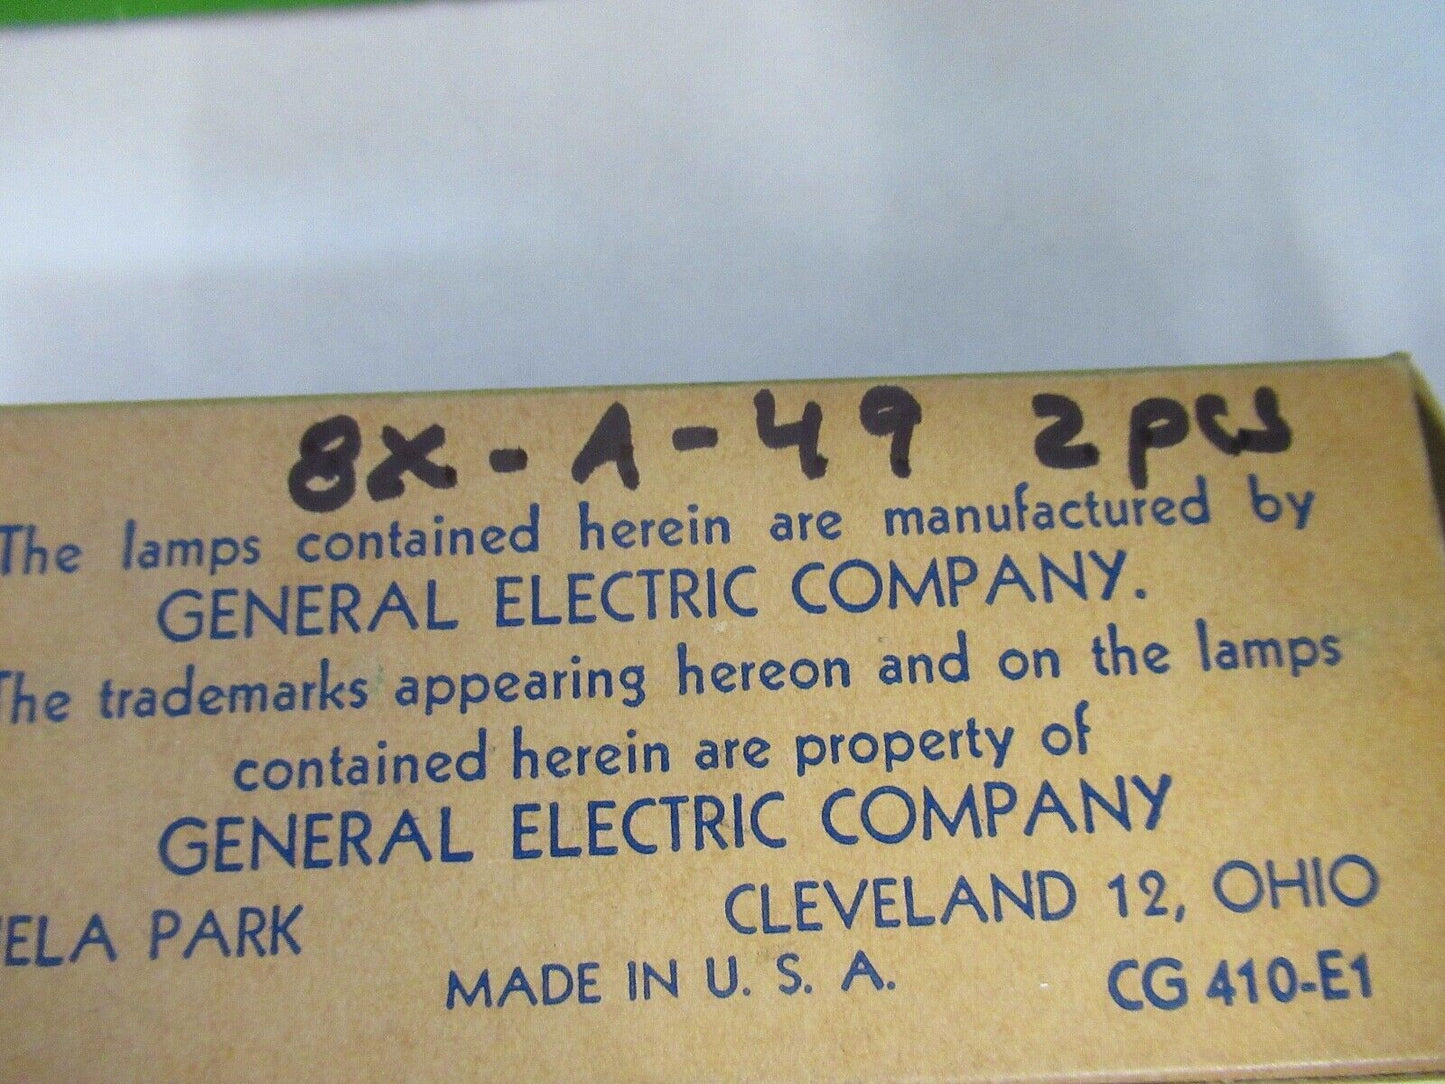 8X-A-49 2pcs
The lamps contained herein are manufactured by
GENERAL ELECTRIC COMPANY.
The trademarks appearing hereon and on the lamps
contained herein are property of
GENERAL ELECTRIC COMPANY
ELA PARK CLEVELAND 12, OHIO
MADE IN U. S. A. CG 410-E1